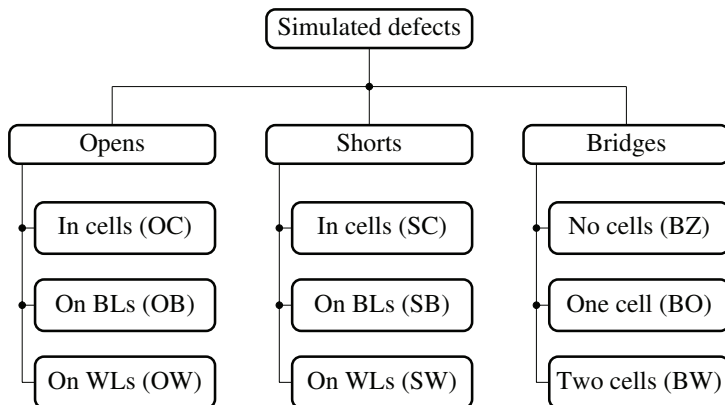 Simulated defects
Opens
Shorts
Bridges
In cells (OC)
In cells (SC)
No cells (BZ)
On BLs (OB)
On BLs (SB)
One cell (BO)
On WLs (OW)
On WLs (SW)
Two cells (BW)